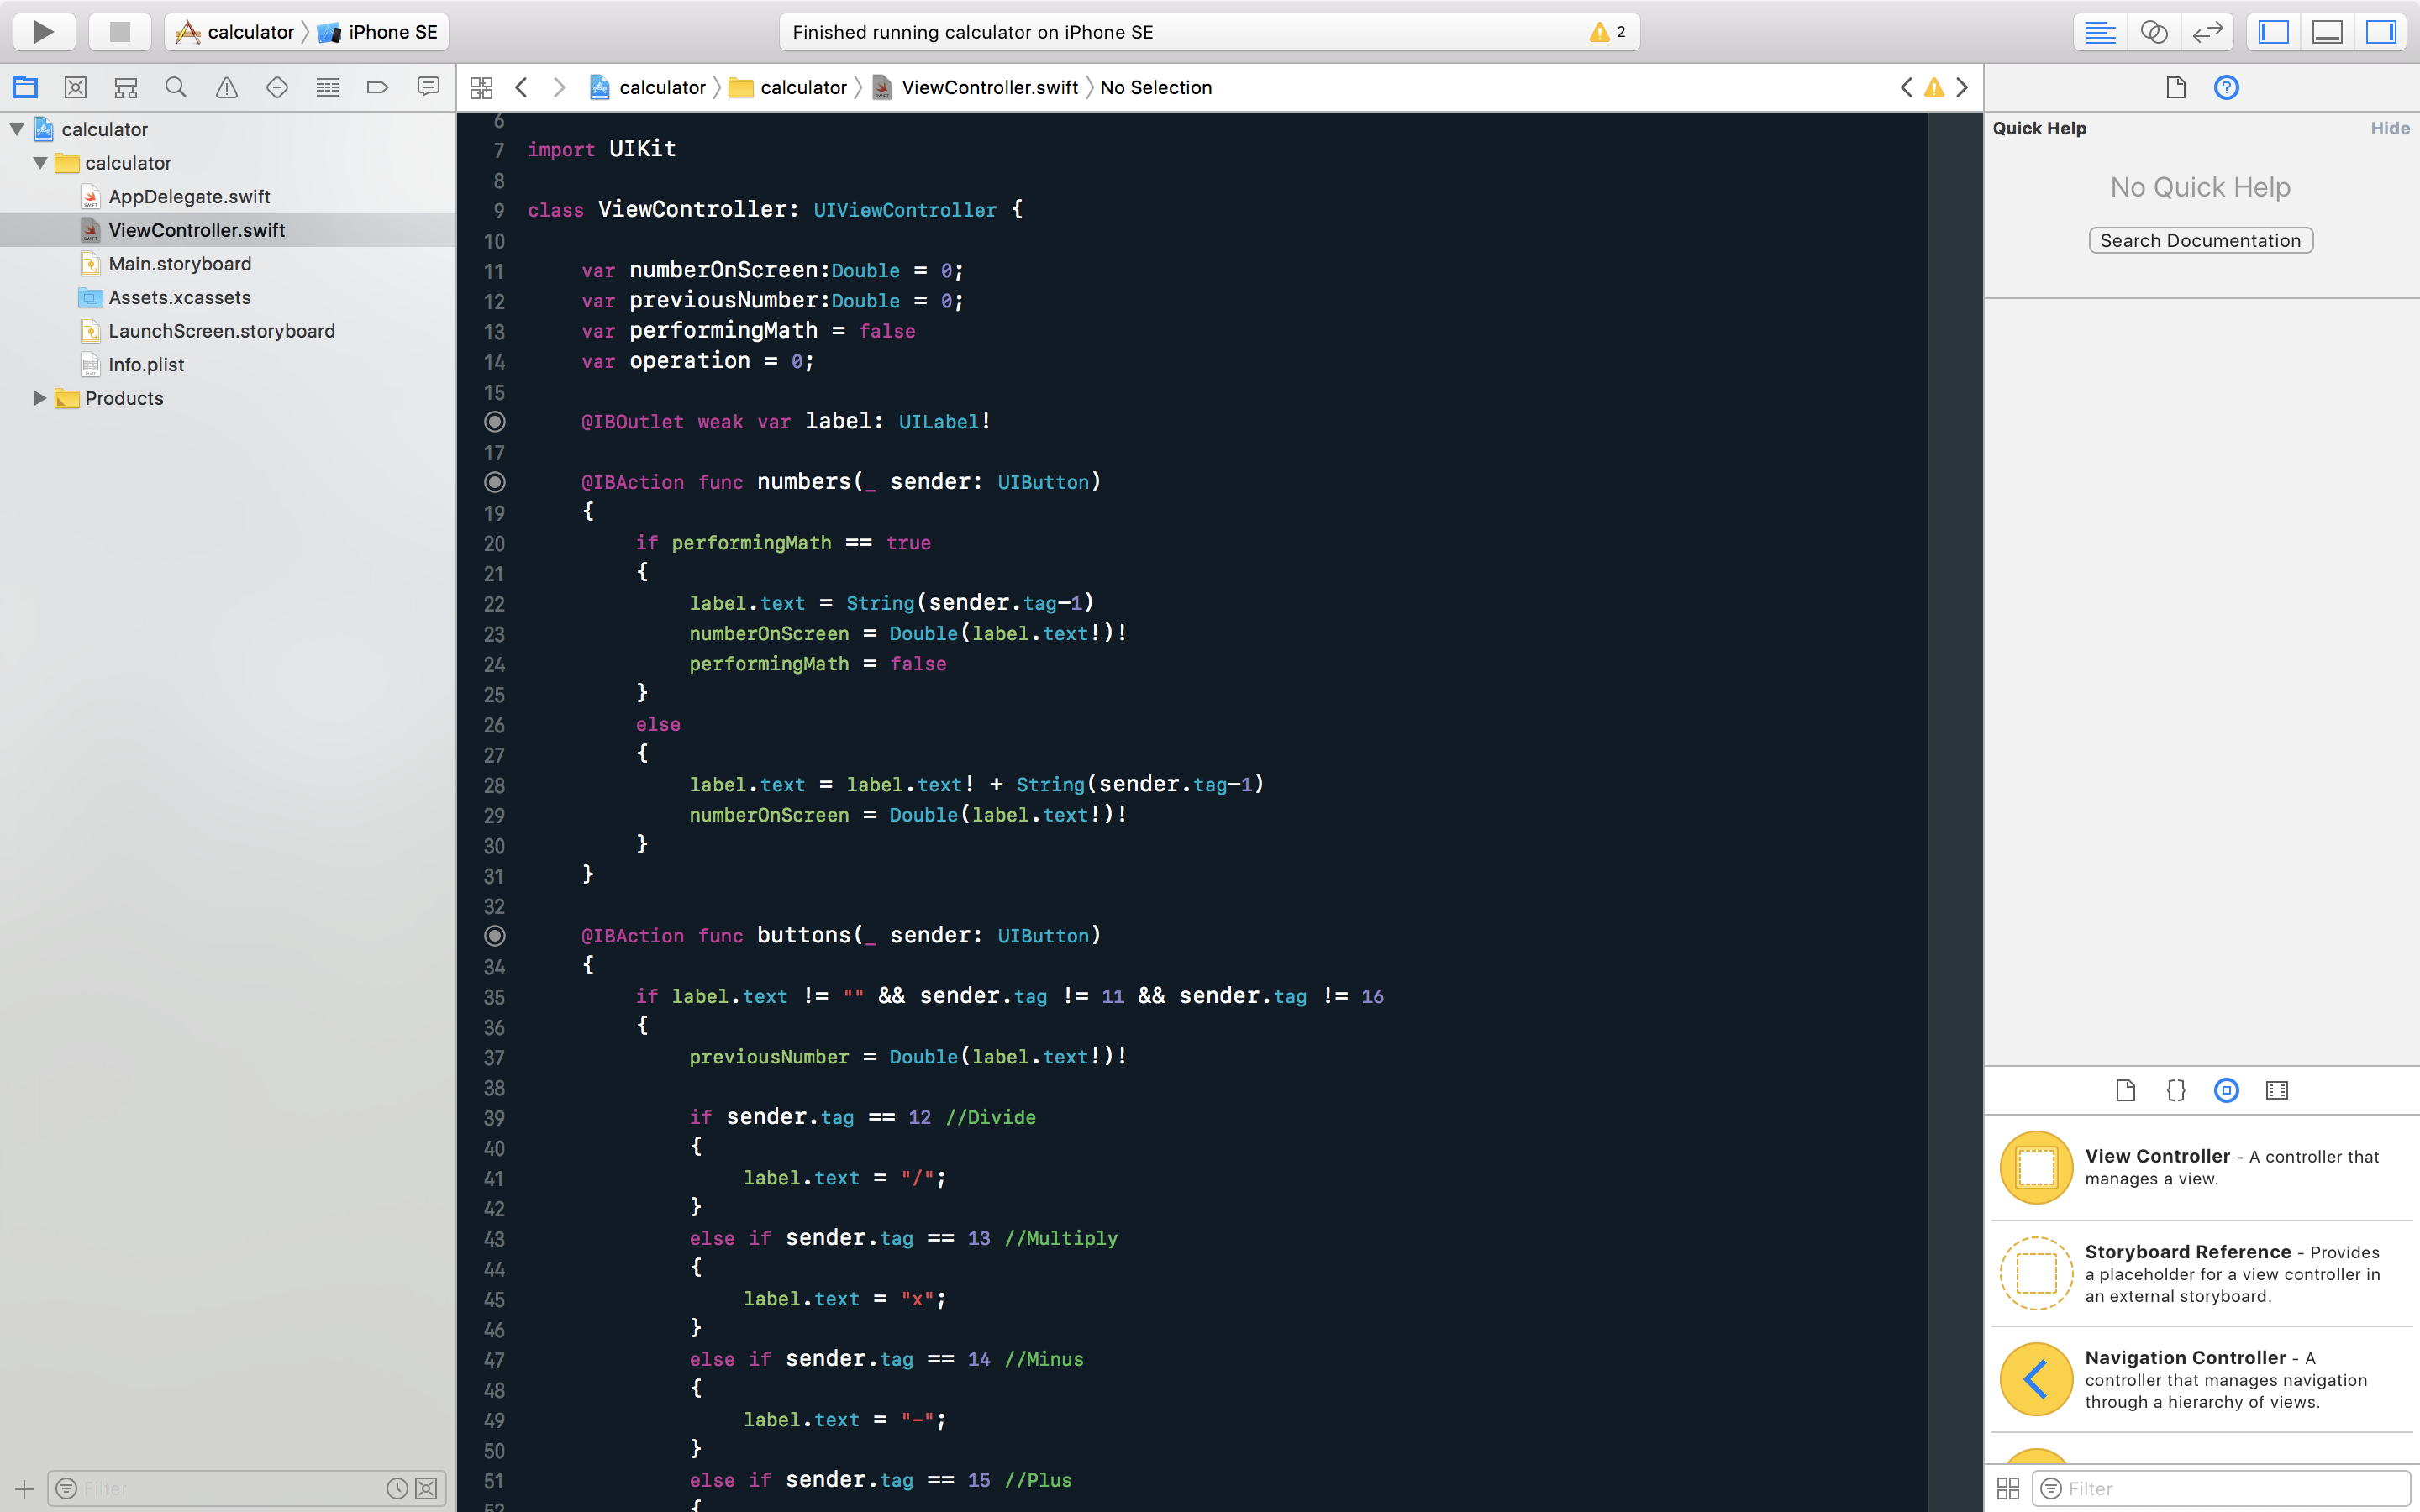 calculator iPhone SE
Finished running calculator on iPhone SE 2
calculator calculator ViewController.swift No Selection
calculator
calculator
AppDelegate.swift
ViewController.swift
Main.storyboard
Assets.xcassets
LaunchScreen.storyboard
Info.plist
Products
Filter
6
7 import UIKit
8
9 class ViewController: UIViewController {
10
11 var numberOnScreen:Double = 0;
12 var previousNumber:Double = 0;
13 var performingMath = false
14 var operation = 0;
15
@IBOutlet weak var label: UILabel!
17
@IBAction func numbers(_ sender: UIButton)
19 {
20 if performingMath == true
21 {
22 label.text = String(sender.tag-1)
23 numberOnScreen = Double(label.text!)!
24 performingMath = false
25 }
26 else
27 {
28 label.text = label.text! + String(sender.tag-1)
29 numberOnScreen = Double(label.text!)!
30 }
31 }
32
@IBAction func buttons(_ sender: UIButton)
34 {
35 if label.text != "" && sender.tag != 11 && sender.tag != 16
36 {
37 previousNumber = Double(label.text!)!
38
39 if sender.tag == 12 //Divide
40 {
41 label.text = "/";
42 }
43 else if sender.tag == 13 //Multiply
44 {
45 label.text = "x";
46 }
47 else if sender.tag == 14 //Minus
48 {
49 label.text = "-";
50 }
51 else if sender.tag == 15 //Plus
52 {
Quick Help Hide
No Quick Help
Search Documentation
View Controller - A controller that
manages a view.
Storyboard Reference - Provides
a placeholder for a view controller in
an external storyboard.
Navigation Controller - A
controller that manages navigation
through a hierarchy of views.
Filter